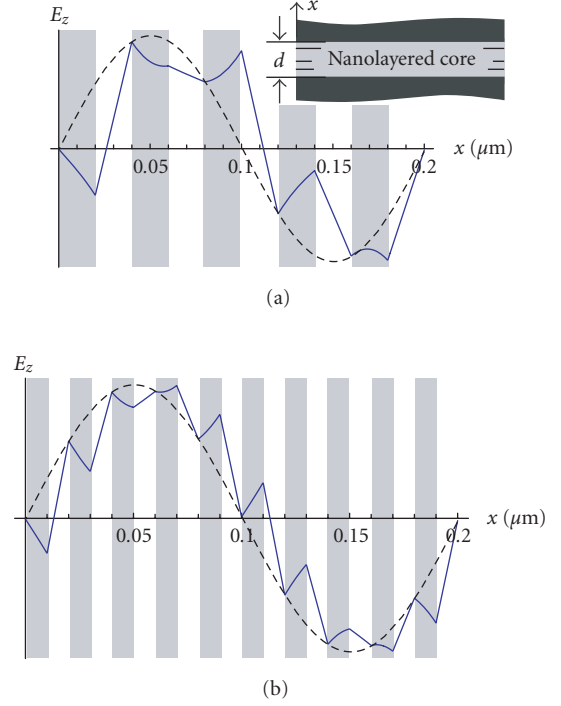 E_z
x
d
Nanolayered core
0.05
0.1
0.15
0.2
x (μm)
(a)
E_z
0.05
0.1
0.15
0.2
x (μm)
(b)